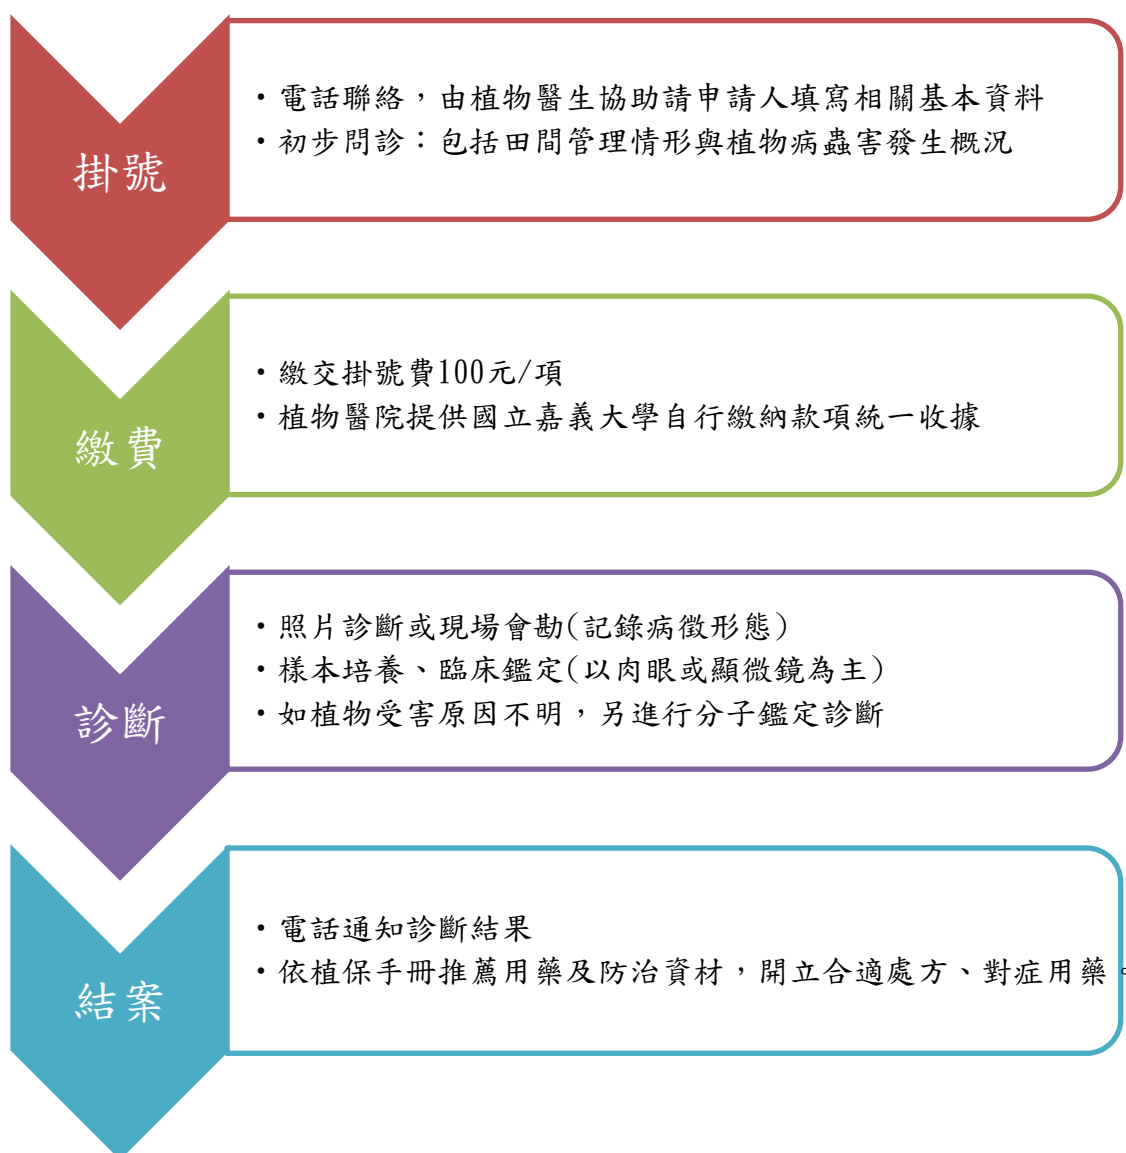 掛號
・電話聯絡，由植物醫生協助請申請人填寫相關基本資料
・初步問診：包括田間管理情形與植物病蟲害發生概況
繳費
・繳交掛號費100元/項
・植物醫院提供國立嘉義大學自行繳納款項統一收據
診斷
・照片診斷或現場會勘(記錄病徵形態)
・樣本培養、臨床鑑定(以肉眼或顯微鏡為主)
・如植物受害原因不明，另進行分子鑑定診斷
結案
・電話通知診斷結果
・依植保手冊推薦用藥及防治資材，開立合適處方、對症用藥。